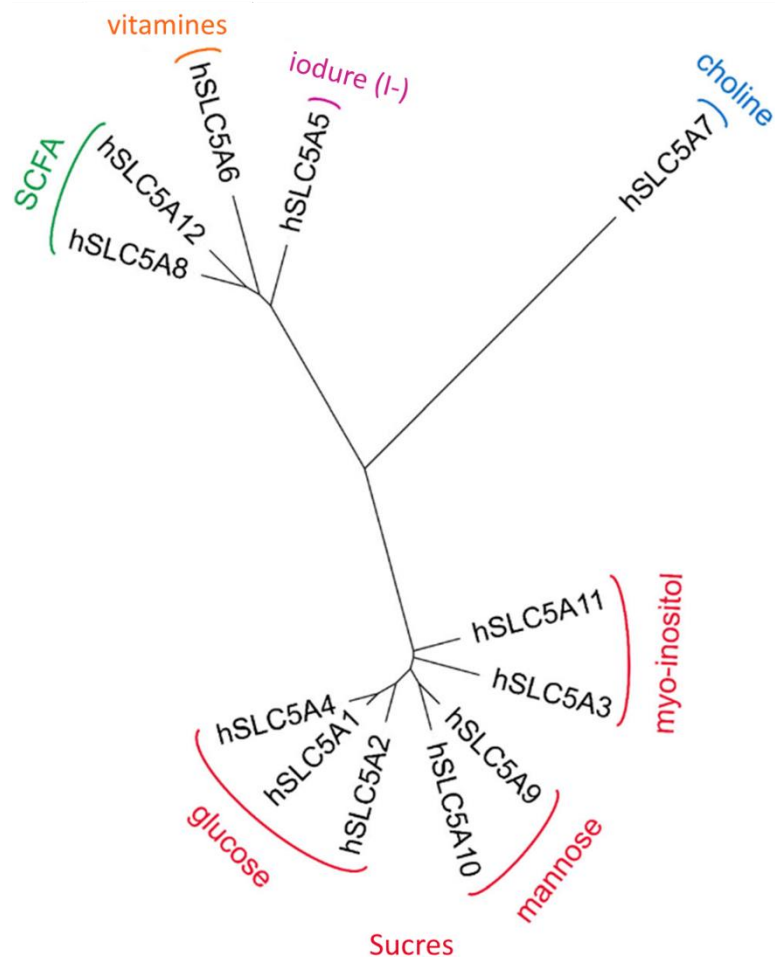 vitamines
hSLC5A6
iodure (I-)
hSLC5A5
choline
hSLC5A7
SCFA
hSLC5A12
hSLC5A8
hSLC5A11
hSLC5A3
myo-inositol
hSLC5A4
hSLC5A1
hSLC5A2
glucose
hSLC5A9
hSLC5A10
mannose
Sucres